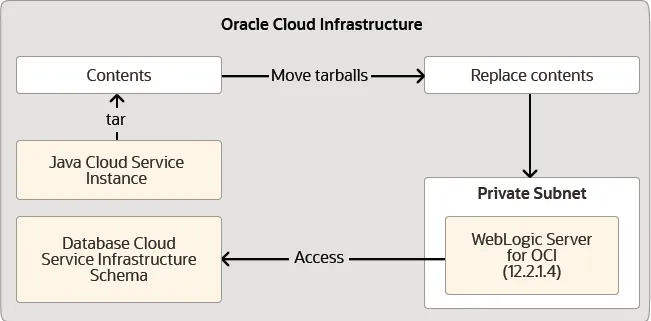 Oracle Cloud Infrastructure
Contents
Move tarballs
Replace contents
tar
Java Cloud Service
Instance
Private Subnet
Database Cloud
Service Infrastructure
Schema
Access
WebLogic Server
for OCI
(12.2.1.4)